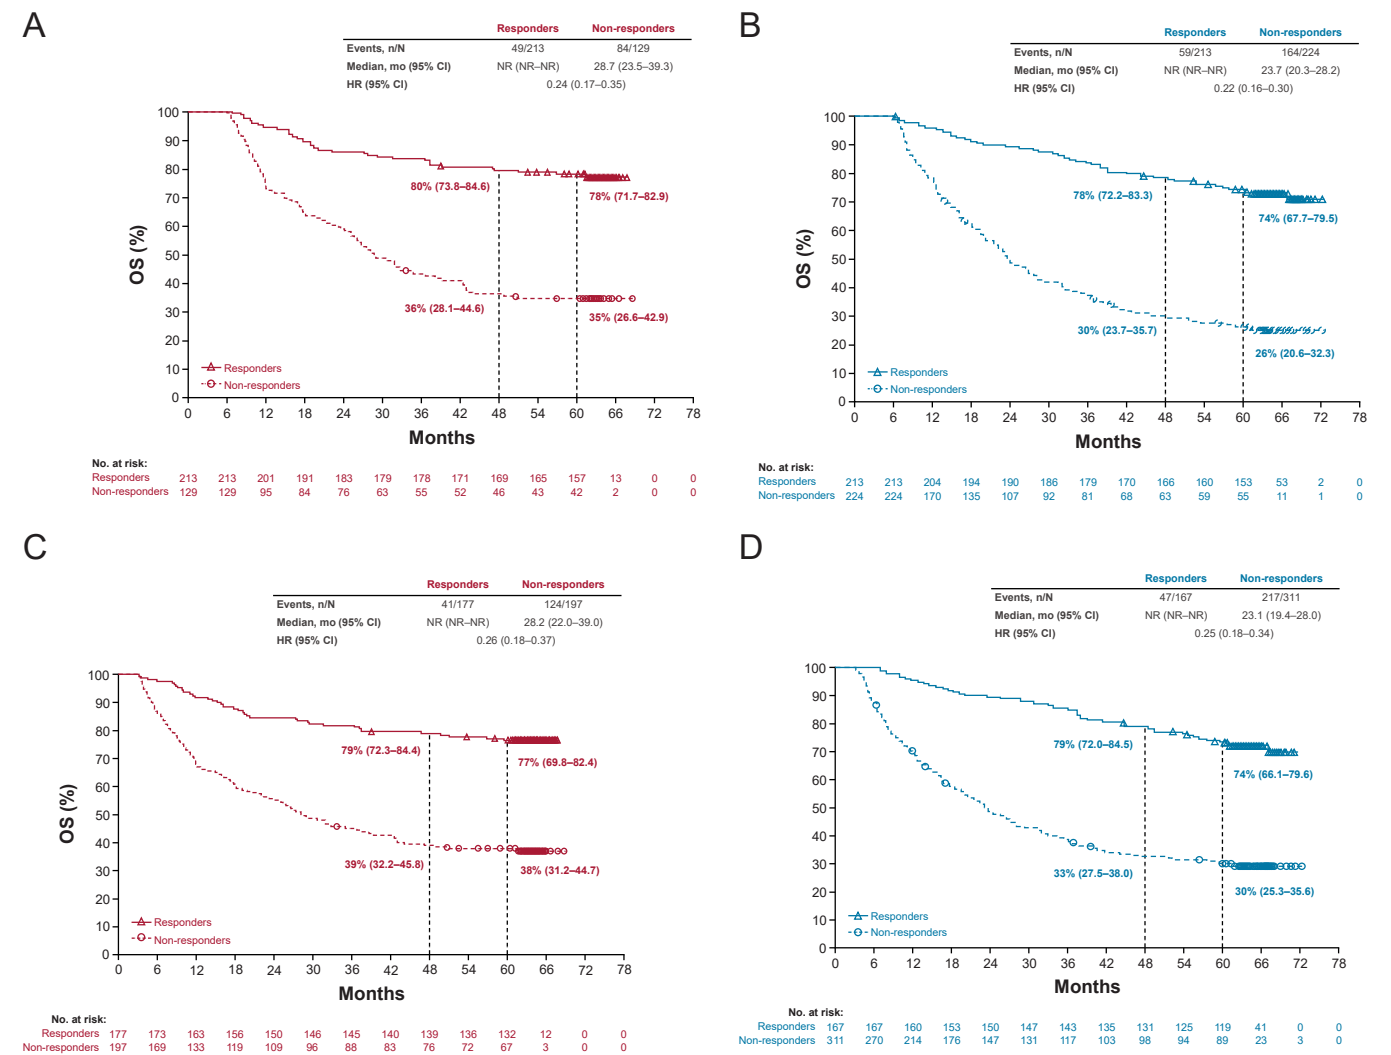 A
Responders Non-responders
Events, n/N 49/213 84/129
Median, mo (95% CI) NR (NR–NR) 28.7 (23.5–39.3)
HR (95% CI) 0.24 (0.17–0.35)
OS (%)
100
90
80
70
60
50
40
30
20
10
0
80% (73.8–84.6)
78% (71.7–82.9)
36% (28.1–44.6)
35% (26.6–42.9)
Responders
Non-responders
0 6 12 18 24 30 36 42 48 54 60 66 72 78
Months
No. at risk:
Responders 213 213 201 191 183 179 178 171 169 165 157 13 0 0
Non-responders 129 129 95 84 76 63 55 52 46 43 42 2 0 0
B
Responders Non-responders
Events, n/N 59/213 164/224
Median, mo (95% CI) NR (NR–NR) 23.7 (20.3–28.2)
HR (95% CI) 0.22 (0.16–0.30)
OS (%)
100
90
80
70
60
50
40
30
20
10
0
78% (72.2–83.3)
74% (67.7–79.5)
30% (23.7–35.7)
26% (20.6–32.3)
Responders
Non-responders
0 6 12 18 24 30 36 42 48 54 60 66 72 78
Months
No. at risk:
Responders 213 213 204 194 190 186 179 170 166 160 153 53 2 0
Non-responders 224 224 170 135 107 92 81 68 63 59 55 11 1 0
C
Responders Non-responders
Events, n/N 41/177 124/197
Median, mo (95% CI) NR (NR–NR) 28.2 (22.0–39.0)
HR (95% CI) 0.26 (0.18–0.37)
OS (%)
100
90
80
70
60
50
40
30
20
10
0
79% (72.3–84.4)
77% (69.8–82.4)
39% (32.2–45.8)
38% (31.2–44.7)
Responders
Non-responders
0 6 12 18 24 30 36 42 48 54 60 66 72 78
Months
No. at risk:
Responders 177 173 163 156 150 146 145 140 139 136 132 12 0 0
Non-responders 197 169 133 119 109 96 88 83 76 72 67 3 0 0
D
Responders Non-responders
Events, n/N 47/167 217/311
Median, mo (95% CI) NR (NR–NR) 23.1 (19.4–28.0)
HR (95% CI) 0.25 (0.18–0.34)
100
90
80
70
60
50
40
30
20
10
0
79% (72.0–84.5)
74% (66.1–79.6)
33% (27.5–38.0)
30% (25.3–35.6)
Responders
Non-responders
0 6 12 18 24 30 36 42 48 54 60 66 72 78
Months
No. at risk:
Responders 167 167 160 153 150 147 143 135 131 125 119 41 0 0
Non-responders 311 270 214 176 147 131 117 103 98 94 89 23 3 0